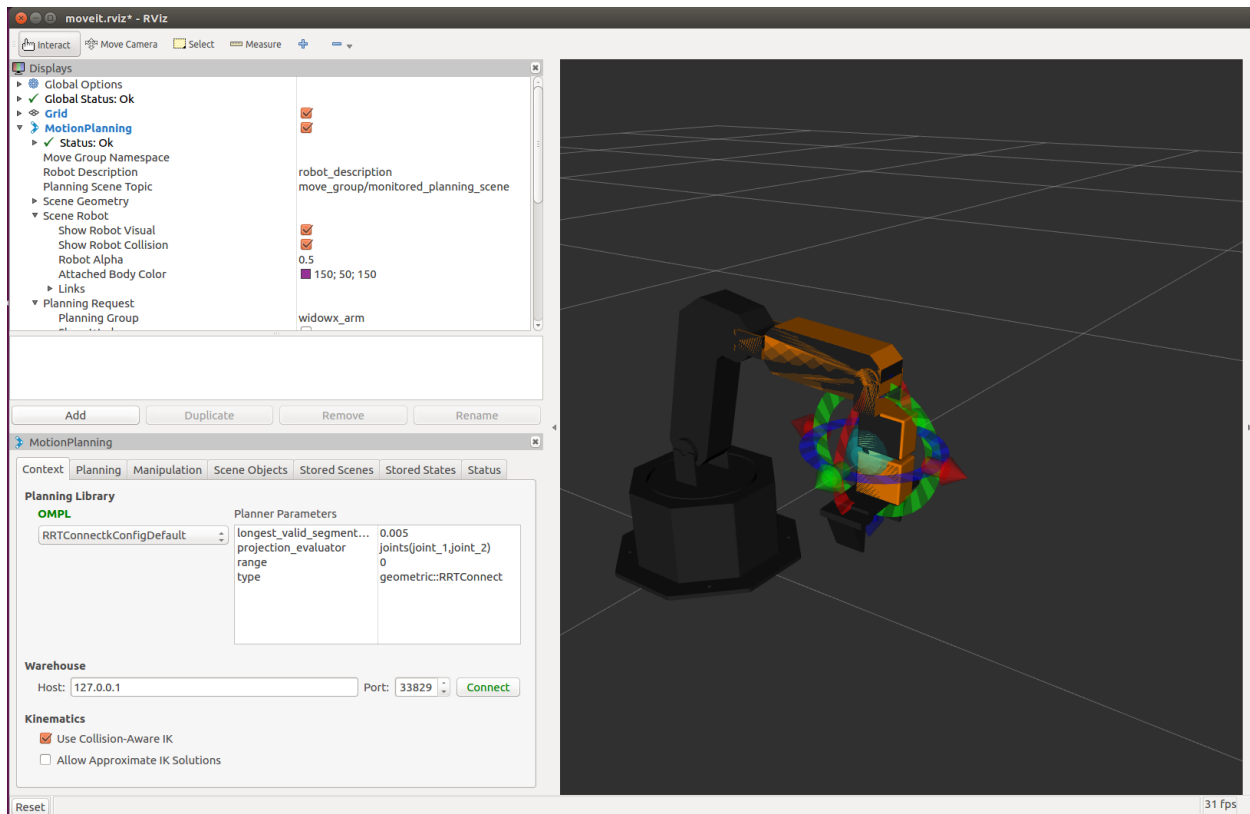 moveit.rviz* - RViz
Interact Move Camera Select Measure
Displays
Global Options
Global Status: Ok
Grid
MotionPlanning
Status: Ok
Move Group Namespace
Robot Description robot_description
Planning Scene Topic move_group/monitored_planning_scene
Scene Geometry
Scene Robot
Show Robot Visual
Show Robot Collision
Robot Alpha 0.5
Attached Body Color 150; 50; 150
Links
Planning Request
Planning Group widowx_arm
Add Duplicate Remove Rename
MotionPlanning
Context Planning Manipulation Scene Objects Stored Scenes Stored States Status
Planning Library
OMPL Planner Parameters
RRTConnectkConfigDefault
longest_valid_segment... 0.005
projection_evaluator joints(joint_1,joint_2)
range 0
type geometric::RRTConnect
Warehouse
Host: 127.0.0.1 Port: 33829 Connect
Kinematics
Use Collision-Aware IK
Allow Approximate IK Solutions
Reset 31 fps